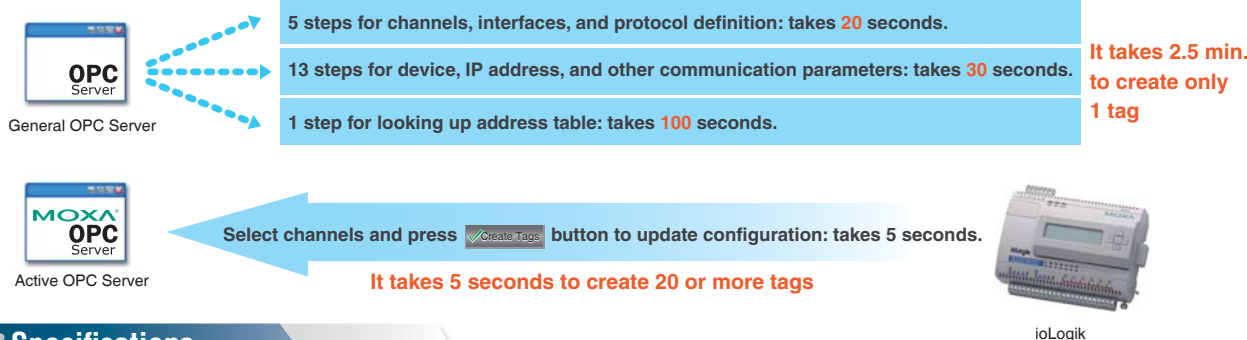 OPC
Server
General OPC Server
5 steps for channels, interfaces, and protocol definition: takes 20 seconds.
13 steps for device, IP address, and other communication parameters: takes 30 seconds.
1 step for looking up address table: takes 100 seconds.
It takes 2.5 min.
to create only
1 tag
MOXA
OPC
Server
Active OPC Server
Select channels and press Create Tags button to update configuration: takes 5 seconds.
It takes 5 seconds to create 20 or more tags
MOXA
ioLogik
ioLogik
Specifications